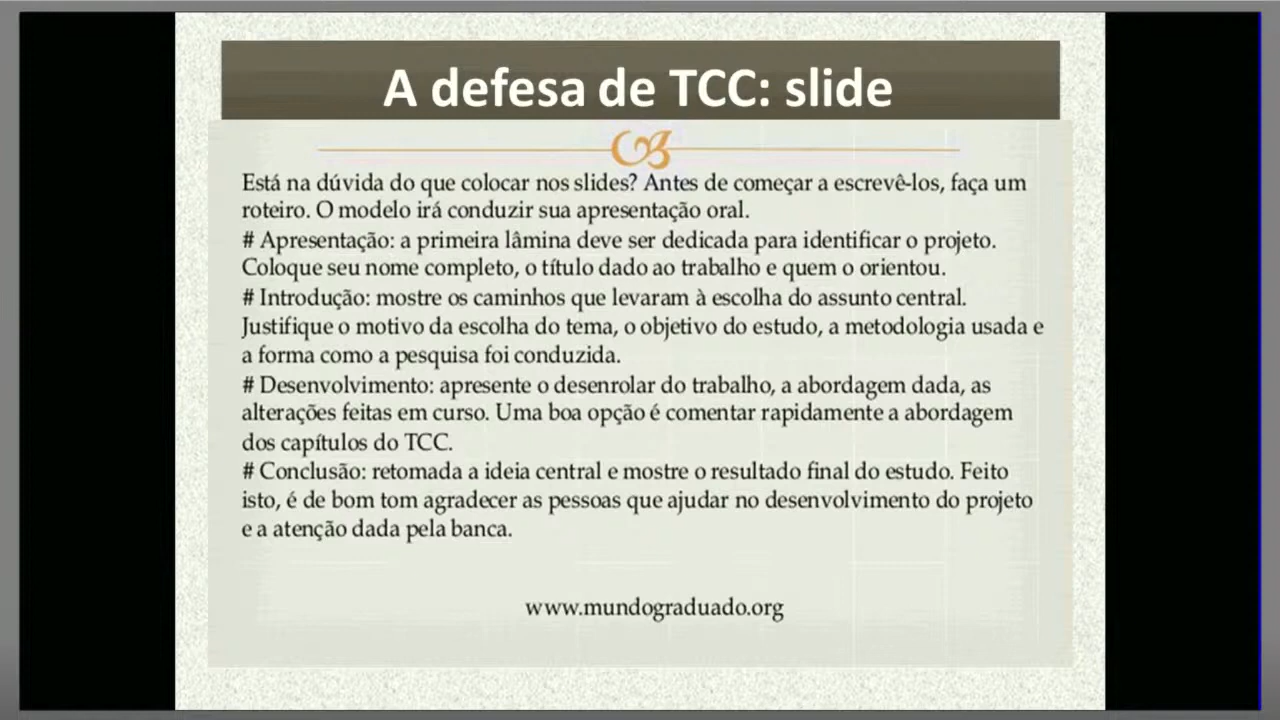 A defesa de TCC: slide
Está na dúvida do que colocar nos slides? Antes de começar a escrevê-los, faça um
roteiro. O modelo irá conduzir sua apresentação oral.
# Apresentação: a primeira lâmina deve ser dedicada para identificar o projeto.
Coloque seu nome completo, o título dado ao trabalho e quem o orientou.
# Introdução: mostre os caminhos que levaram à escolha do assunto central.
Justifique o motivo da escolha do tema, o objetivo do estudo, a metodologia usada e
a forma como a pesquisa foi conduzida.
# Desenvolvimento: apresente o desenrolar do trabalho, a abordagem dada, as
alterações feitas em curso. Uma boa opção é comentar rapidamente a abordagem
dos capítulos do TCC.
# Conclusão: retomada a ideia central e mostre o resultado final do estudo. Feito
isto, é de bom tom agradecer as pessoas que ajudar no desenvolvimento do projeto
e a atenção dada pela banca.
www.mundograduado.org